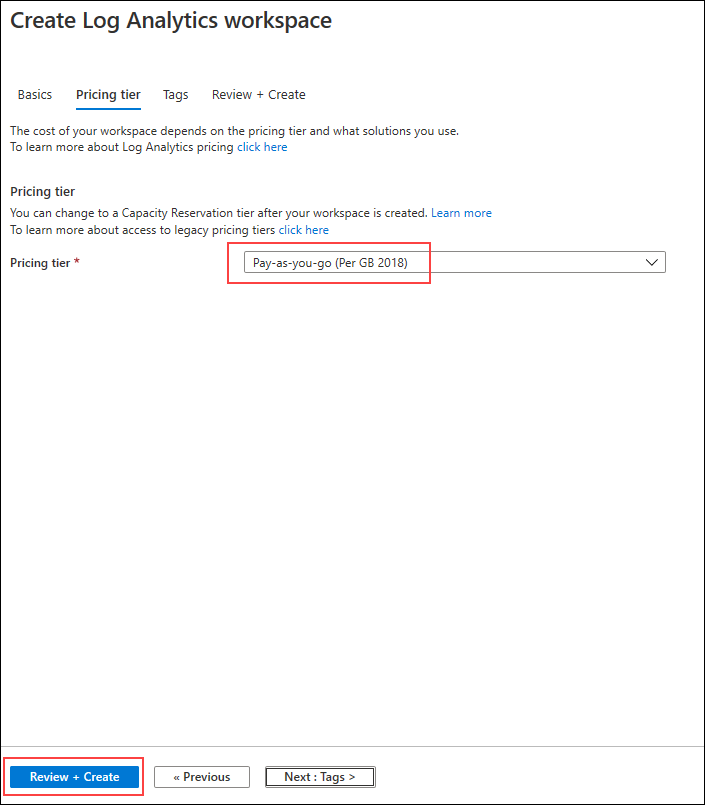 Create Log Analytics workspace
Basics Pricing tier Tags Review + Create
The cost of your workspace depends on the pricing tier and what solutions you use.
To learn more about Log Analytics pricing click here
Pricing tier
You can change to a Capacity Reservation tier after your workspace is created. Learn more
To learn more about access to legacy pricing tiers click here
Pricing tier * Pay-as-you-go (Per GB 2018)
Review + Create « Previous Next : Tags >